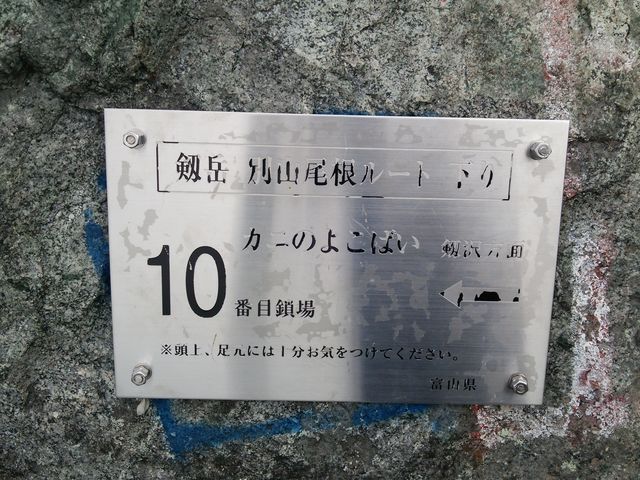 剱岳 別山尾根ルート 下り
カニのよこばい 剱沢方面
10番目鎖場
※頭上、足元には十分お気をつけてください。
富山県